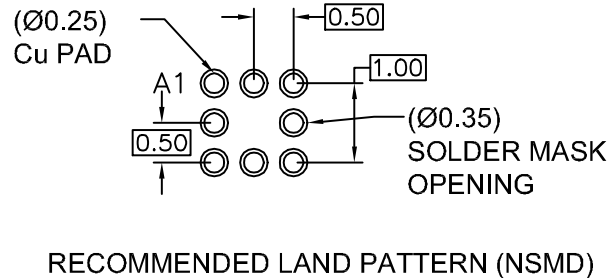 (Ø0.25)
Cu PAD
0.50
1.00
A1
0.50
(Ø0.35)
SOLDER MASK
OPENING
RECOMMENDED LAND PATTERN (NSMD)